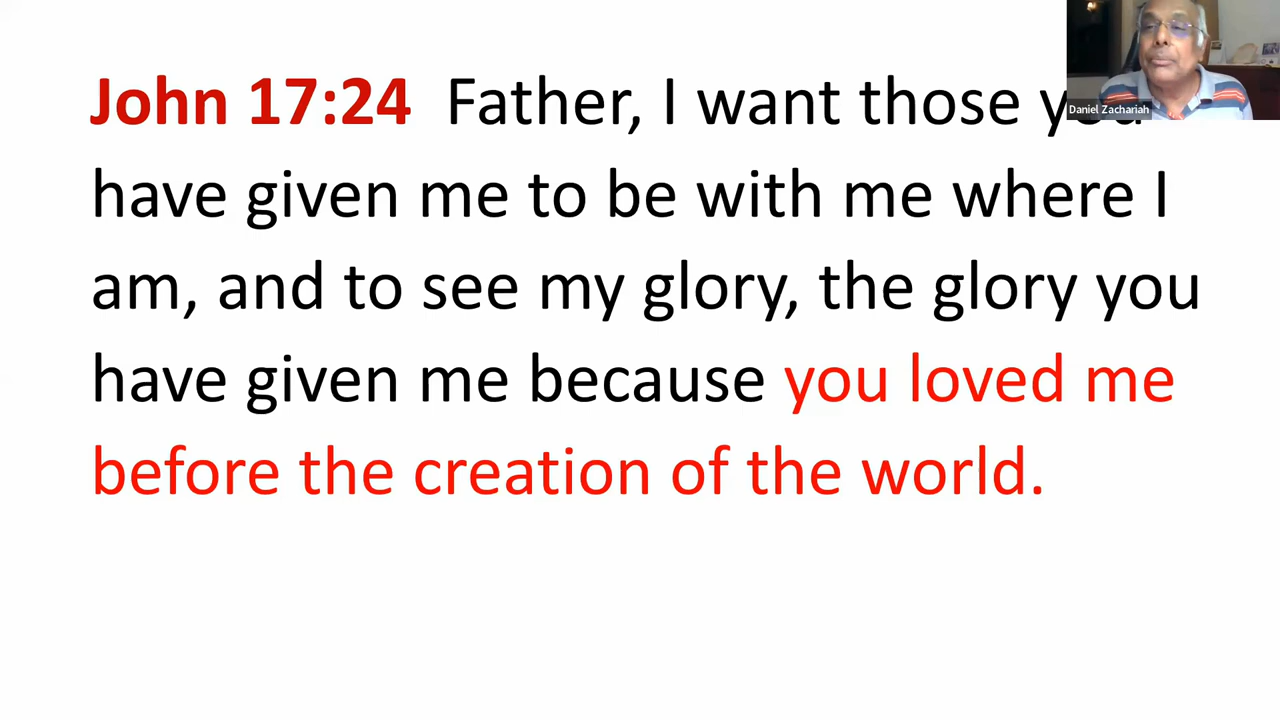 John 17:24 Father, I want those you
have given me to be with me where I
am, and to see my glory, the glory you
have given me because you loved me
before the creation of the world.
Daniel Zachariah